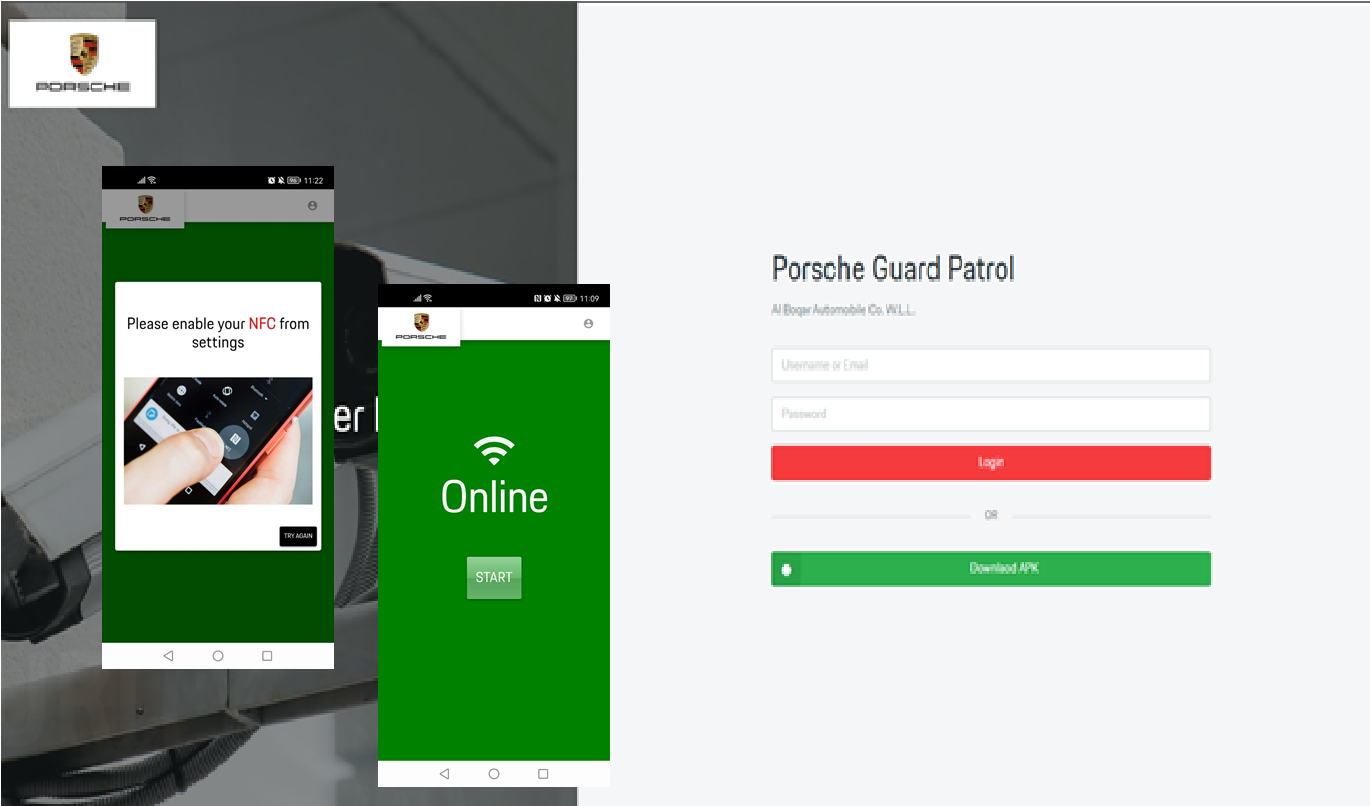 PORSCHE
11:22
PORSCHE
Please enable your NFC from
settings
TRY AGAIN
er
11:09
PORSCHE
Online
START
Porsche Guard Patrol
Al Boqar Automobile Co. W.L.L.
Username or Email
Password
Login
OR
Download APK